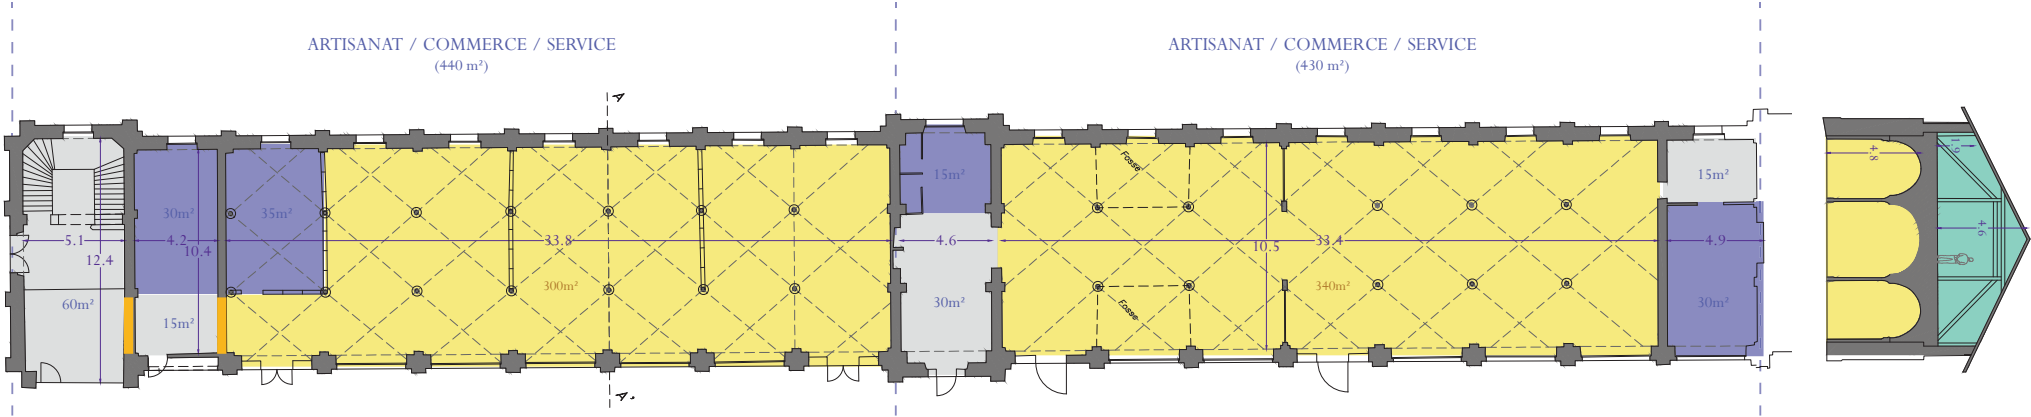 ARTISANAT / COMMERCE / SERVICE
(440 m²)
ARTISANAT / COMMERCE / SERVICE
(430 m²)
A
Fosse
4.8
1.9
30m²
35m²
15m²
15m²
5.1
4.2
33.8
4.6
33.4
4.9
4.6
12.4
10.4
10.5
60m²
300m²
340m²
30m²
30m²
15m²
Fosse
A'